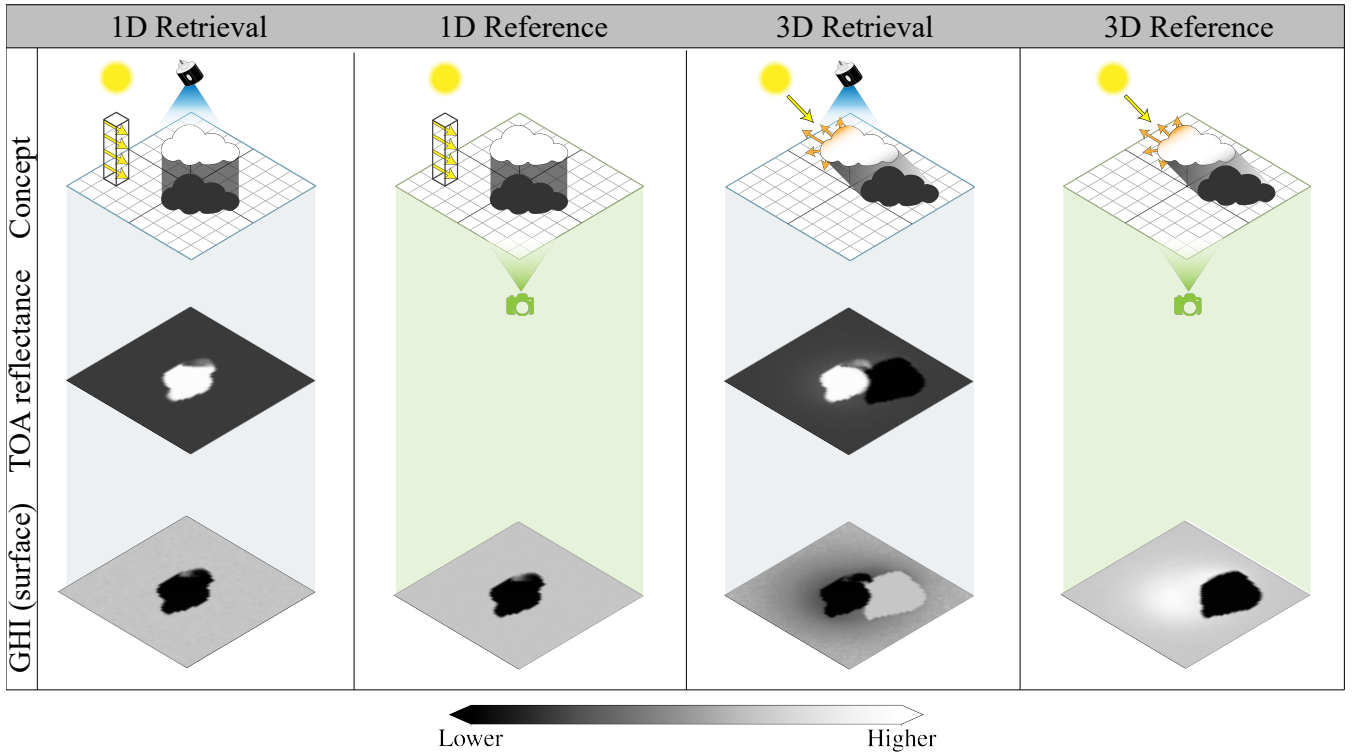 1D Retrieval
1D Reference
3D Retrieval
3D Reference
Concept
TOA reflectance
GHI (surface)
Lower
Higher